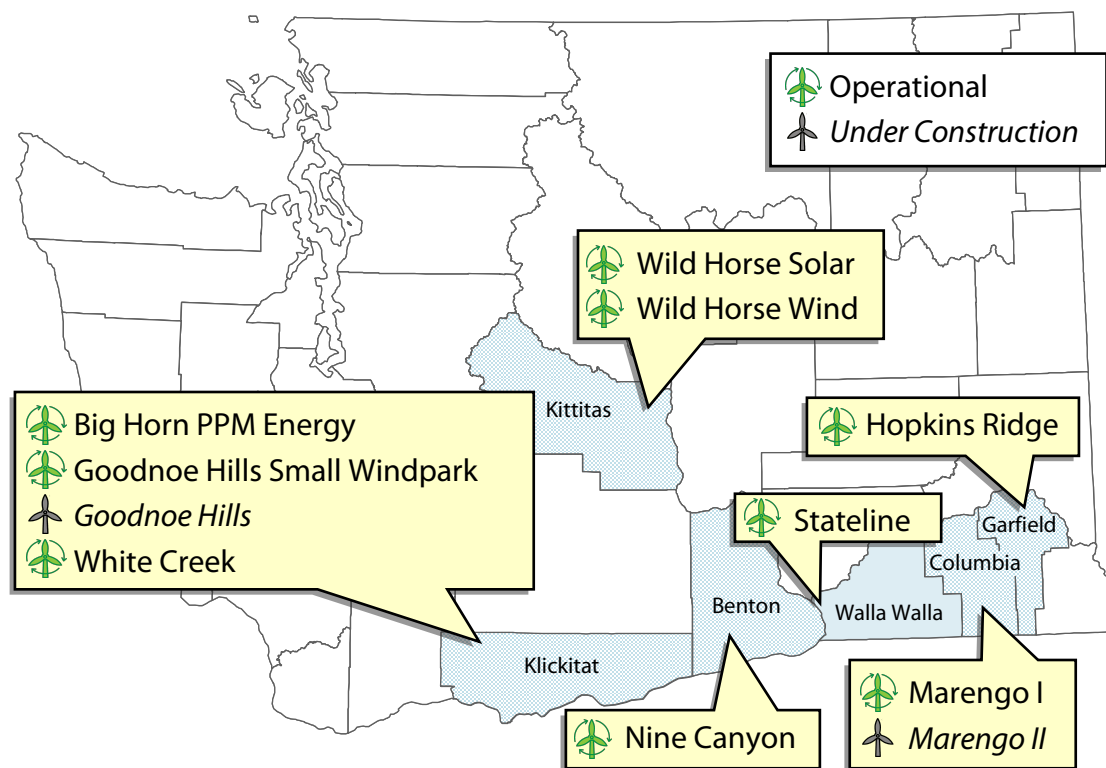 Operational
Under Construction
Wild Horse Solar
Wild Horse Wind
Kittitas
Big Horn PPM Energy
Goodnoe Hills Small Windpark
Goodnoe Hills
White Creek
Hopkins Ridge
Stateline
Garfield
Columbia
Benton
Walla Walla
Klickitat
Nine Canyon
Marengo I
Marengo II